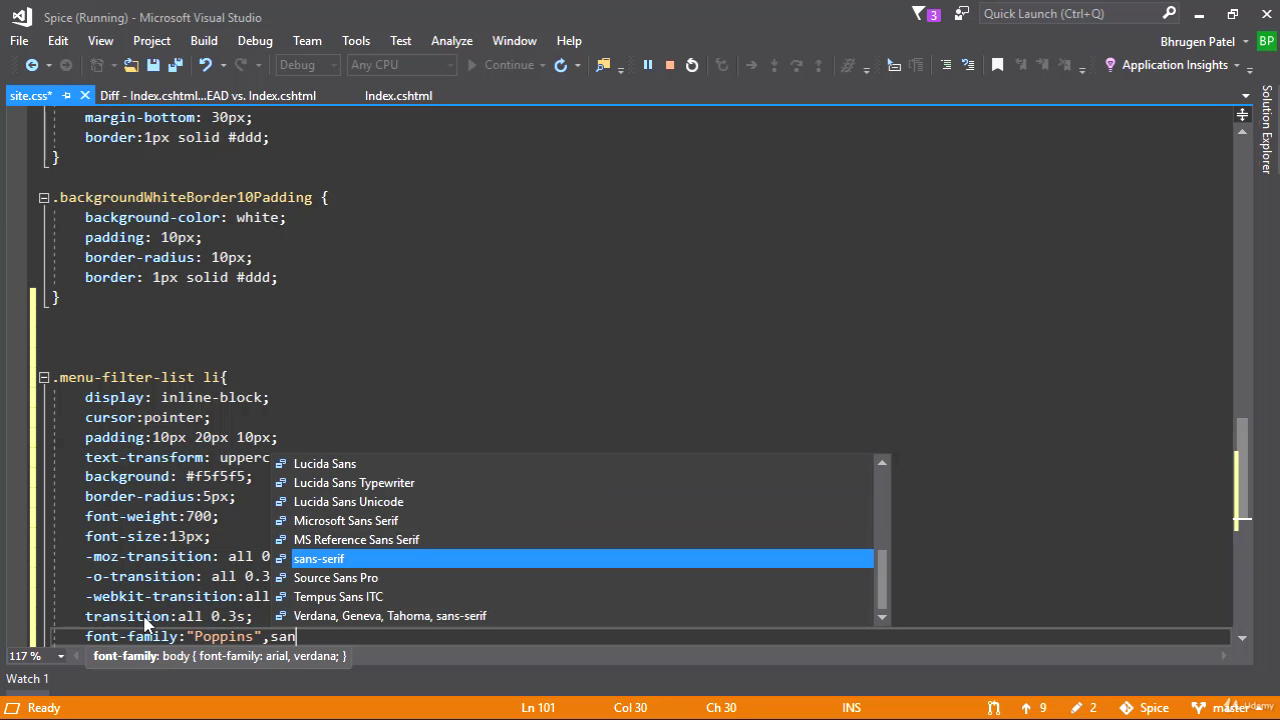 Spice (Running) - Microsoft Visual Studio
3
Quick Launch (Ctrl+Q)
File Edit View Project Build Debug Team Tools Test Analyze Window Help
Bhrugen Patel BP
Debug Any CPU Continue Application Insights
site.css* Diff - Index.cshtml...EAD vs. Index.cshtml Index.cshtml
Solution Explorer
margin-bottom: 30px;
border:1px solid #ddd;
}
.backgroundWhiteBorder10Padding {
background-color: white;
padding: 10px;
border-radius: 10px;
border: 1px solid #ddd;
}
.menu-filter-list li{
display: inline-block;
cursor:pointer;
padding:10px 20px 10px;
text-transform: upperc
background: #f5f5f5;
border-radius:5px;
font-weight:700;
font-size:13px;
-moz-transition: all 0
-o-transition: all 0.3
-webkit-transition:all
transition:all 0.3s;
font-family:"Poppins",san
Lucida Sans
Lucida Sans Typewriter
Lucida Sans Unicode
Microsoft Sans Serif
MS Reference Sans Serif
sans-serif
Source Sans Pro
Tempus Sans ITC
Verdana, Geneva, Tahoma, sans-serif
117 %
font-family: body { font-family: arial, verdana; }
Watch 1
Ready Ln 101 Col 30 Ch 30 INS 9 2 Spice master
Udemy